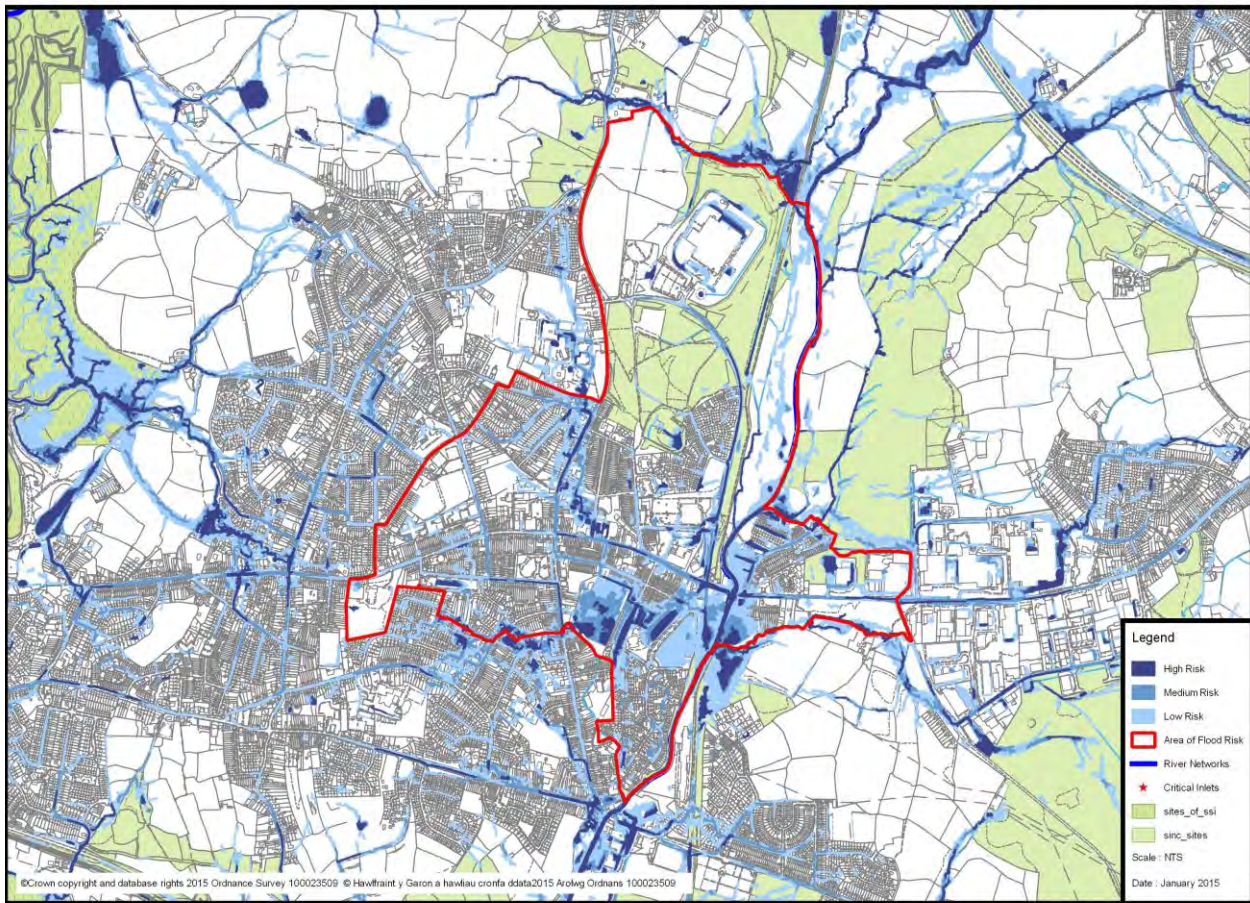 Legend
High Risk
Medium Risk
Low Risk
Area of Flood Risk
River Networks
Critical Inlets
sites_of_ssi
sinc_sites
Scale : NTS
Date : January 2015
©Crown copyright and database rights 2015 Ordnance Survey 100023509 © Hawlfraint y Garon a hawliau cronfa ddata2015 Arolwg Ordnans 100023509